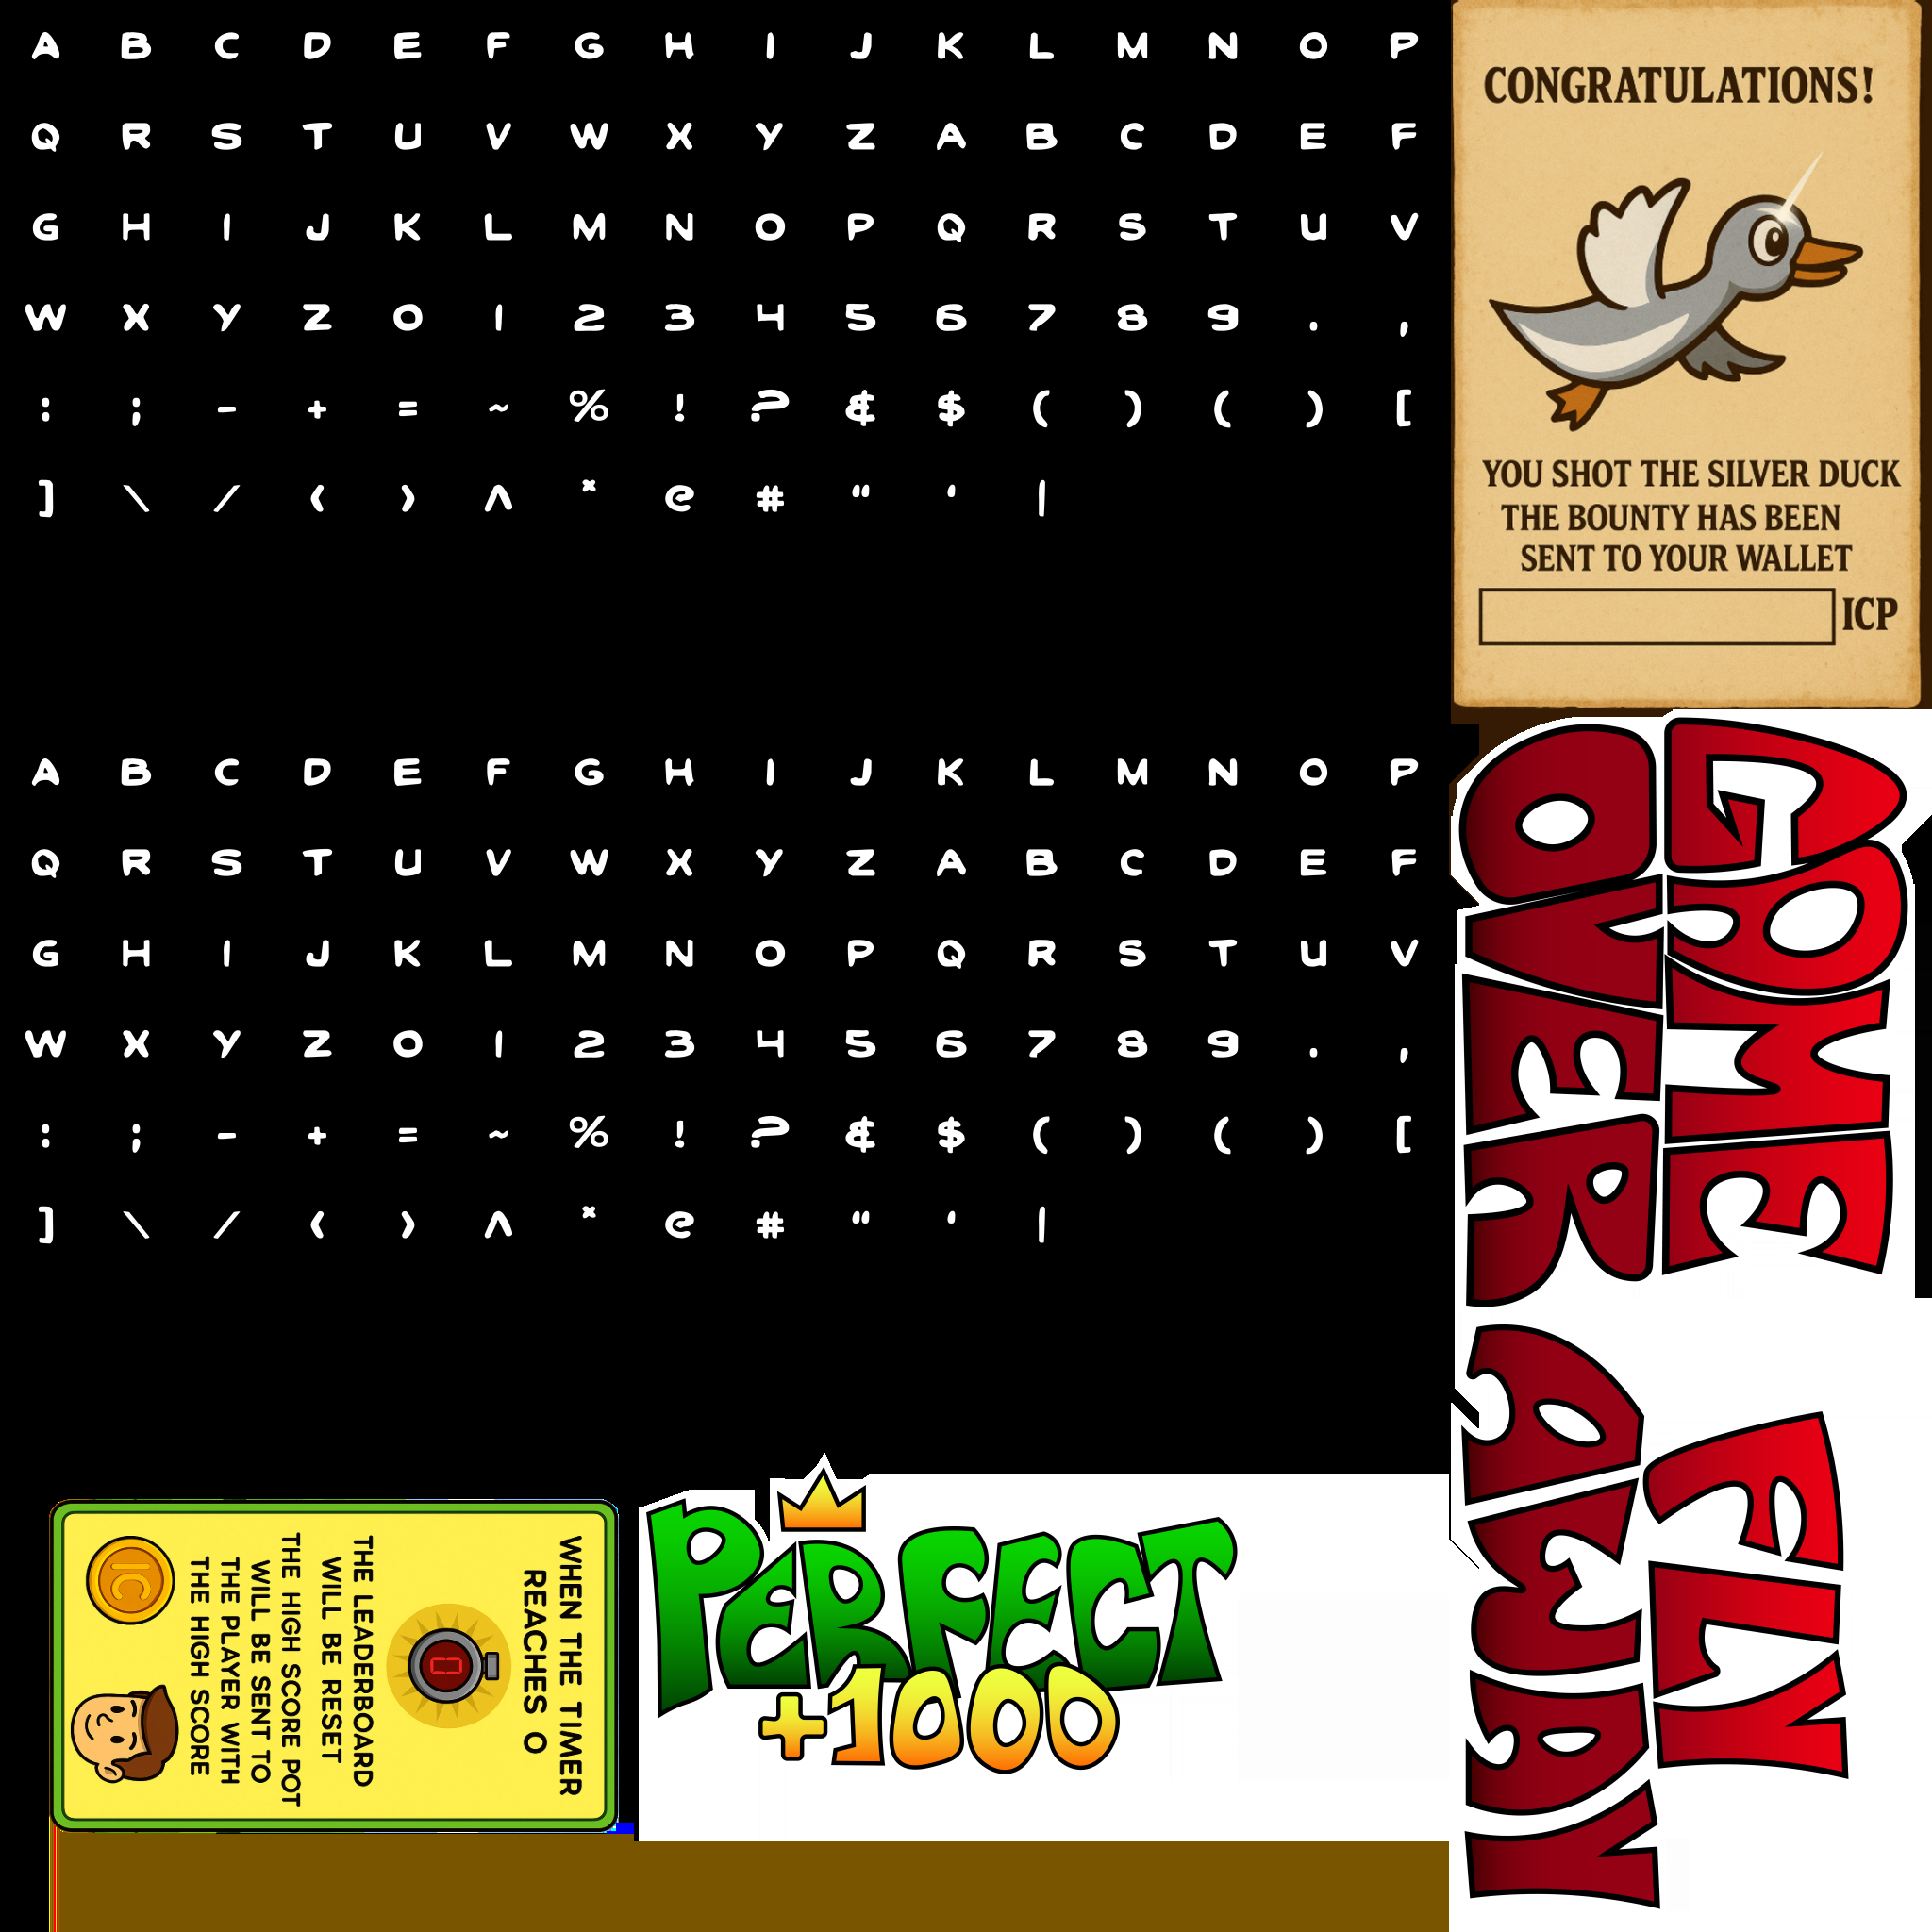 A B C D E F G H I J K L M N O P
Q R S T U V W X Y Z A B C D E F
G H I J K L M N O P Q R S T U V
W X Y Z 0 1 2 3 4 5 6 7 8 9 . ,
: ; - + = ~ % ! ? & $ ( ) ( ) [
] \ / < > ^ * @ # " ' |
CONGRATULATIONS!
YOU SHOT THE SILVER DUCK
THE BOUNTY HAS BEEN
SENT TO YOUR WALLET
ICP
A B C D E F G H I J K L M N O P
Q R S T U V W X Y Z A B C D E F
G H I J K L M N O P Q R S T U V
W X Y Z 0 1 2 3 4 5 6 7 8 9 . ,
: ; - + = ~ % ! ? & $ ( ) ( ) [
] \ / < > ^ * @ # " ' |
GAME
OVER
FLY
AWAY
WHEN THE TIMER
REACHES 0
0
THE LEADERBOARD
WILL BE RESET
THE HIGH SCORE POT
WILL BE SENT TO
THE PLAYER WITH
THE HIGH SCORE
IC
PERFECT
+1000